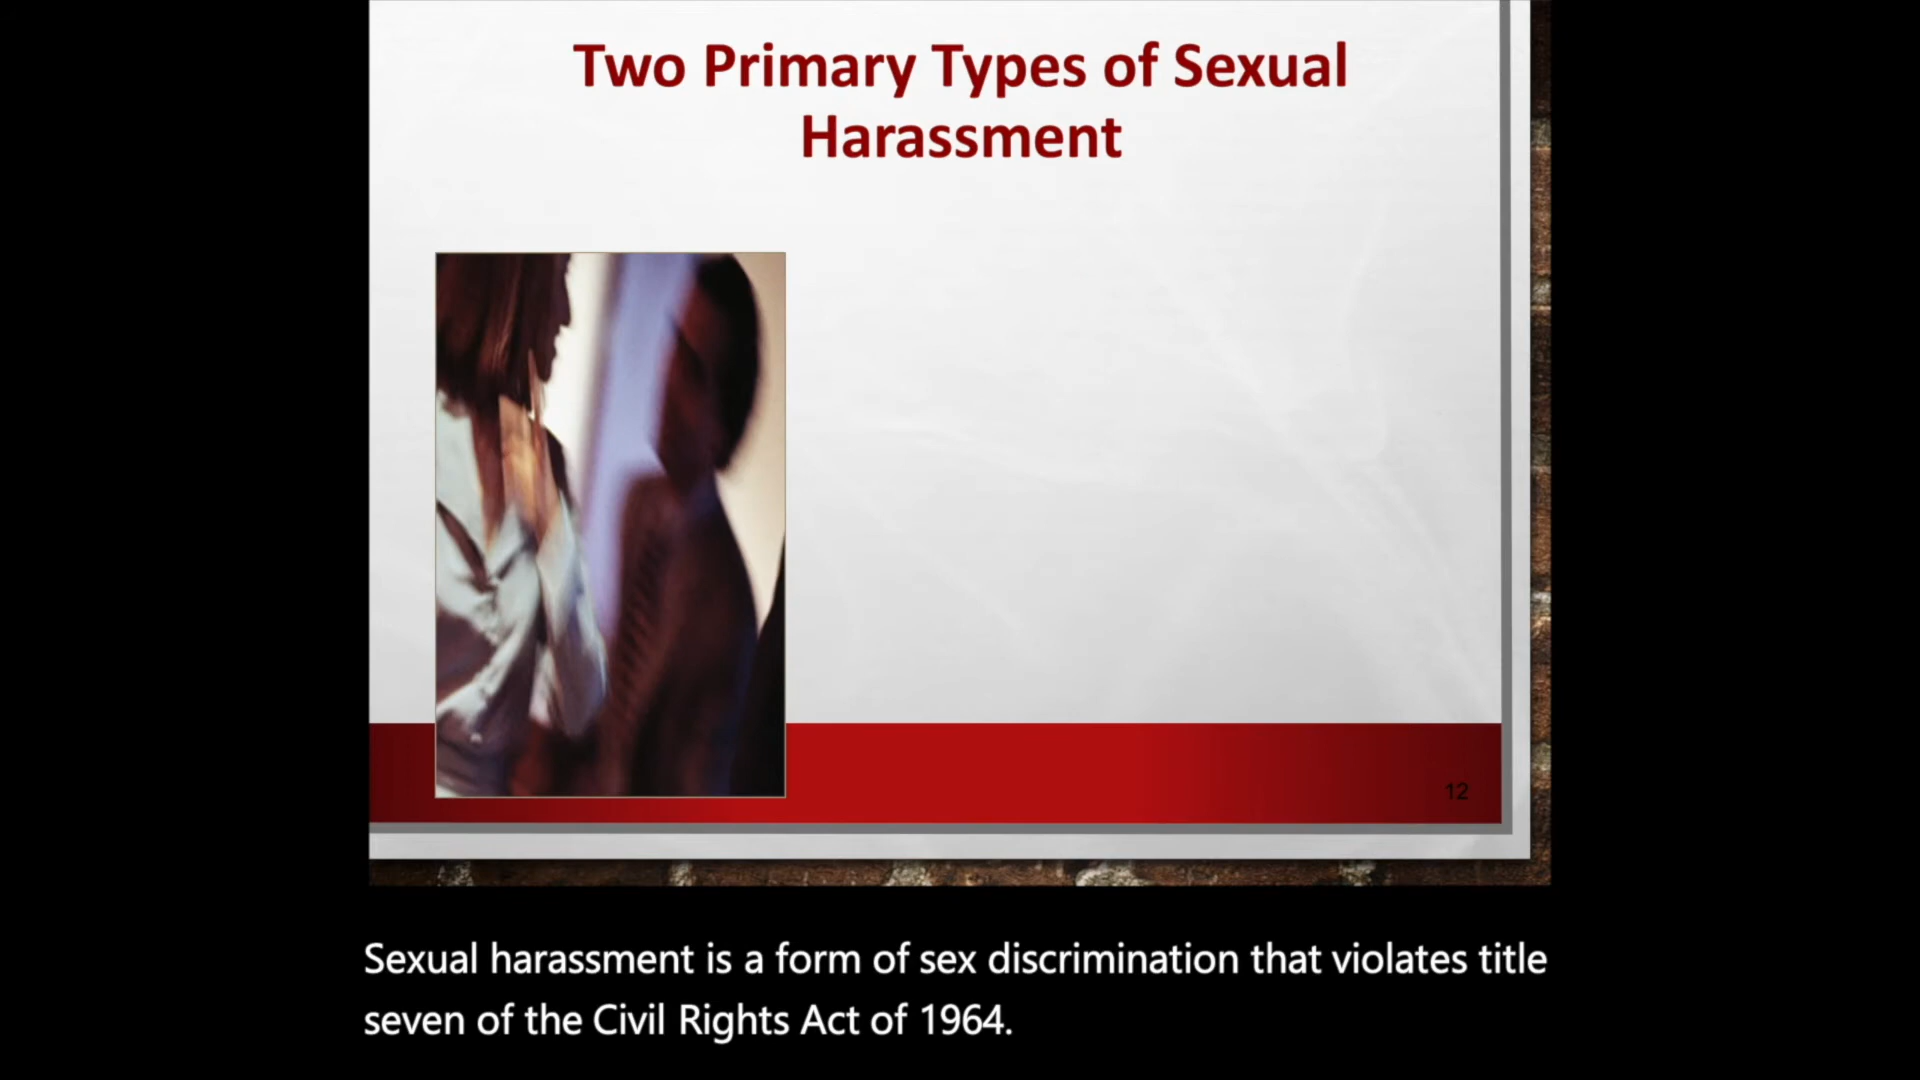 Two Primary Types of Sexual
Harassment
12
Sexual harassment is a form of sex discrimination that violates title
seven of the Civil Rights Act of 1964.